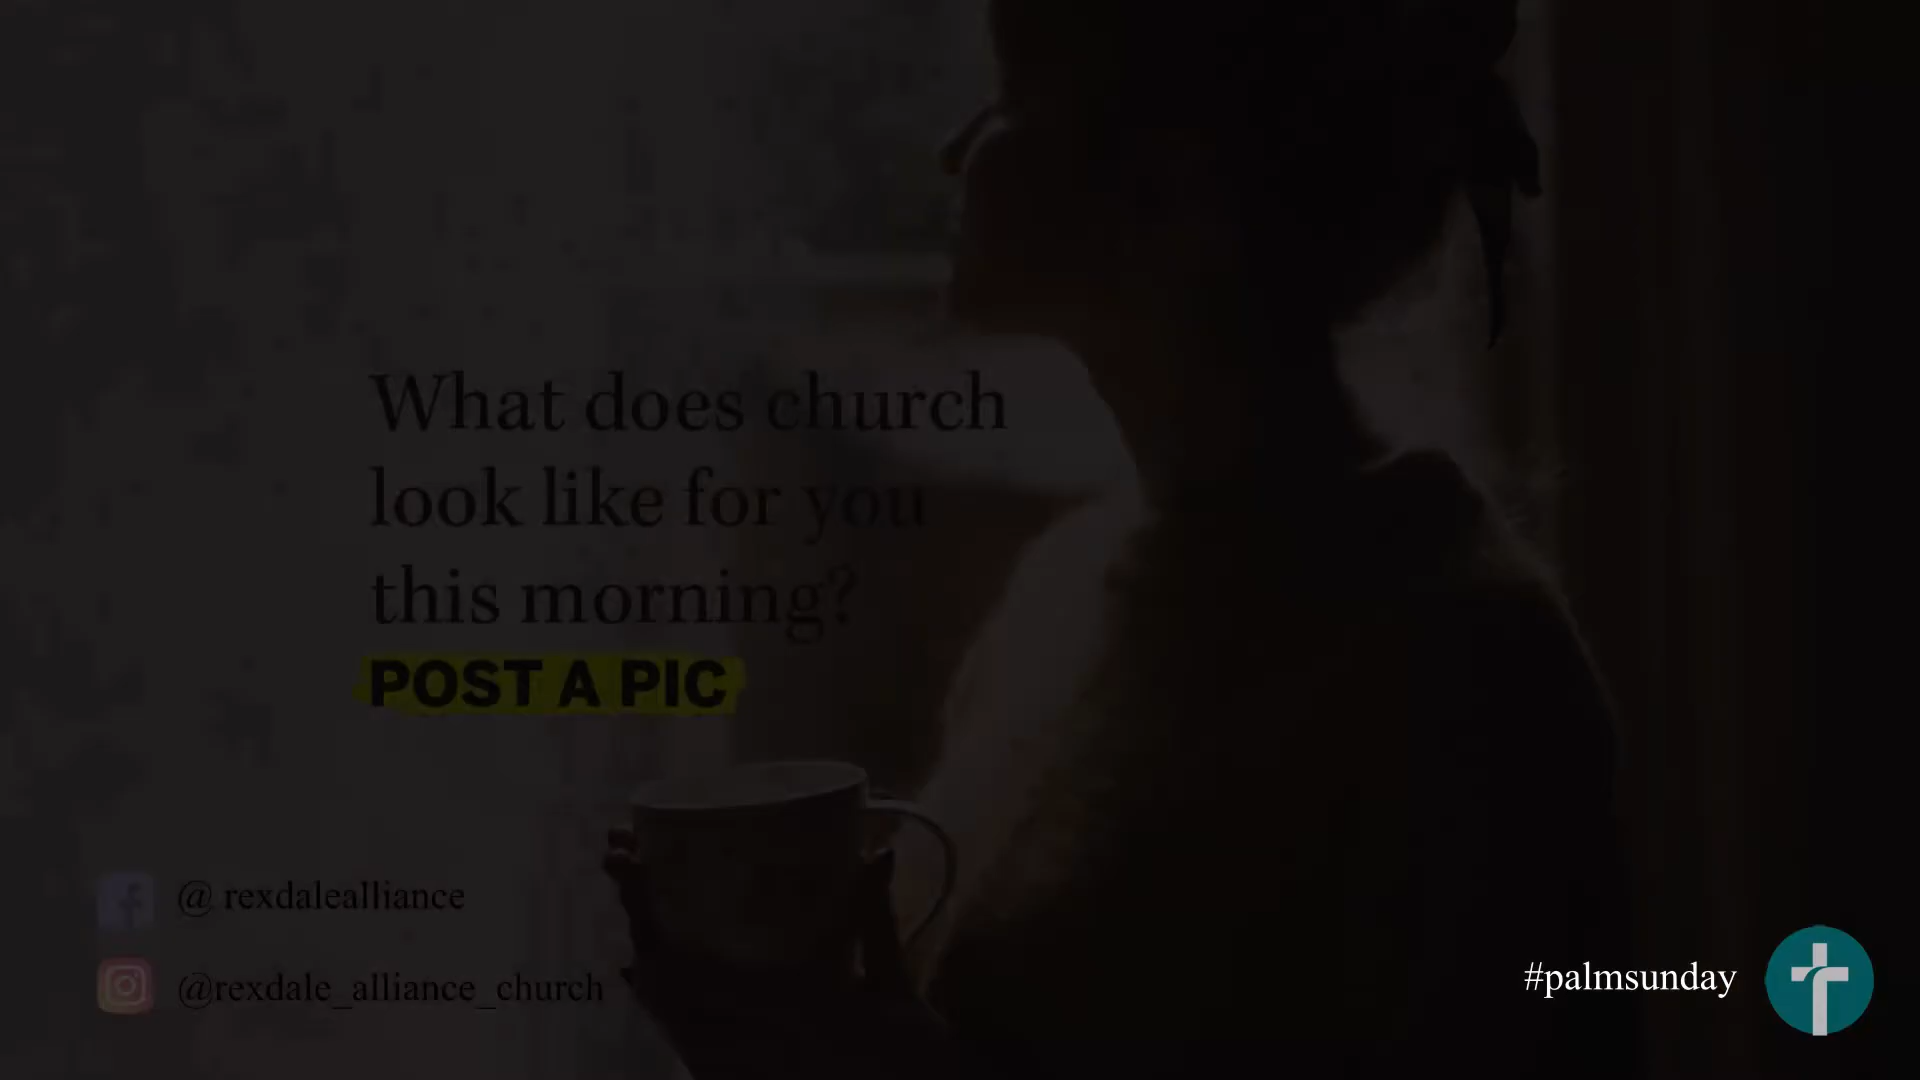 What does church
look like for you
this morning?
POST A PIC
@ rexdalealliance
@rexdale_alliance_church
#palmsunday